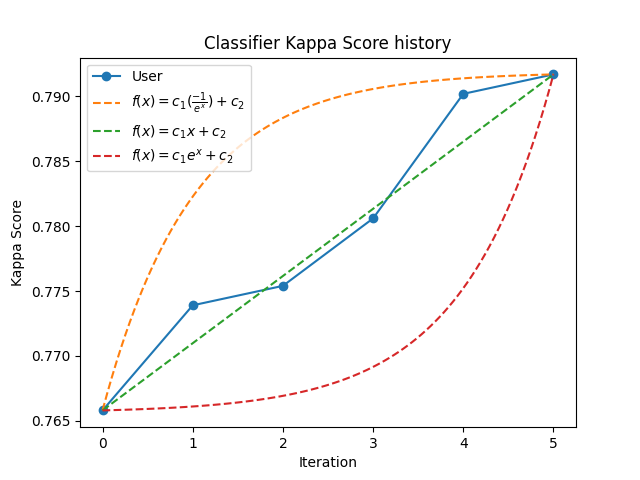 Classifier Kappa Score history
User
f(x) = c₁(−1/eˣ) + c₂
f(x) = c₁x + c₂
f(x) = c₁eˣ + c₂
Kappa Score
0.790
0.785
0.780
0.775
0.770
0.765
0 1 2 3 4 5
Iteration